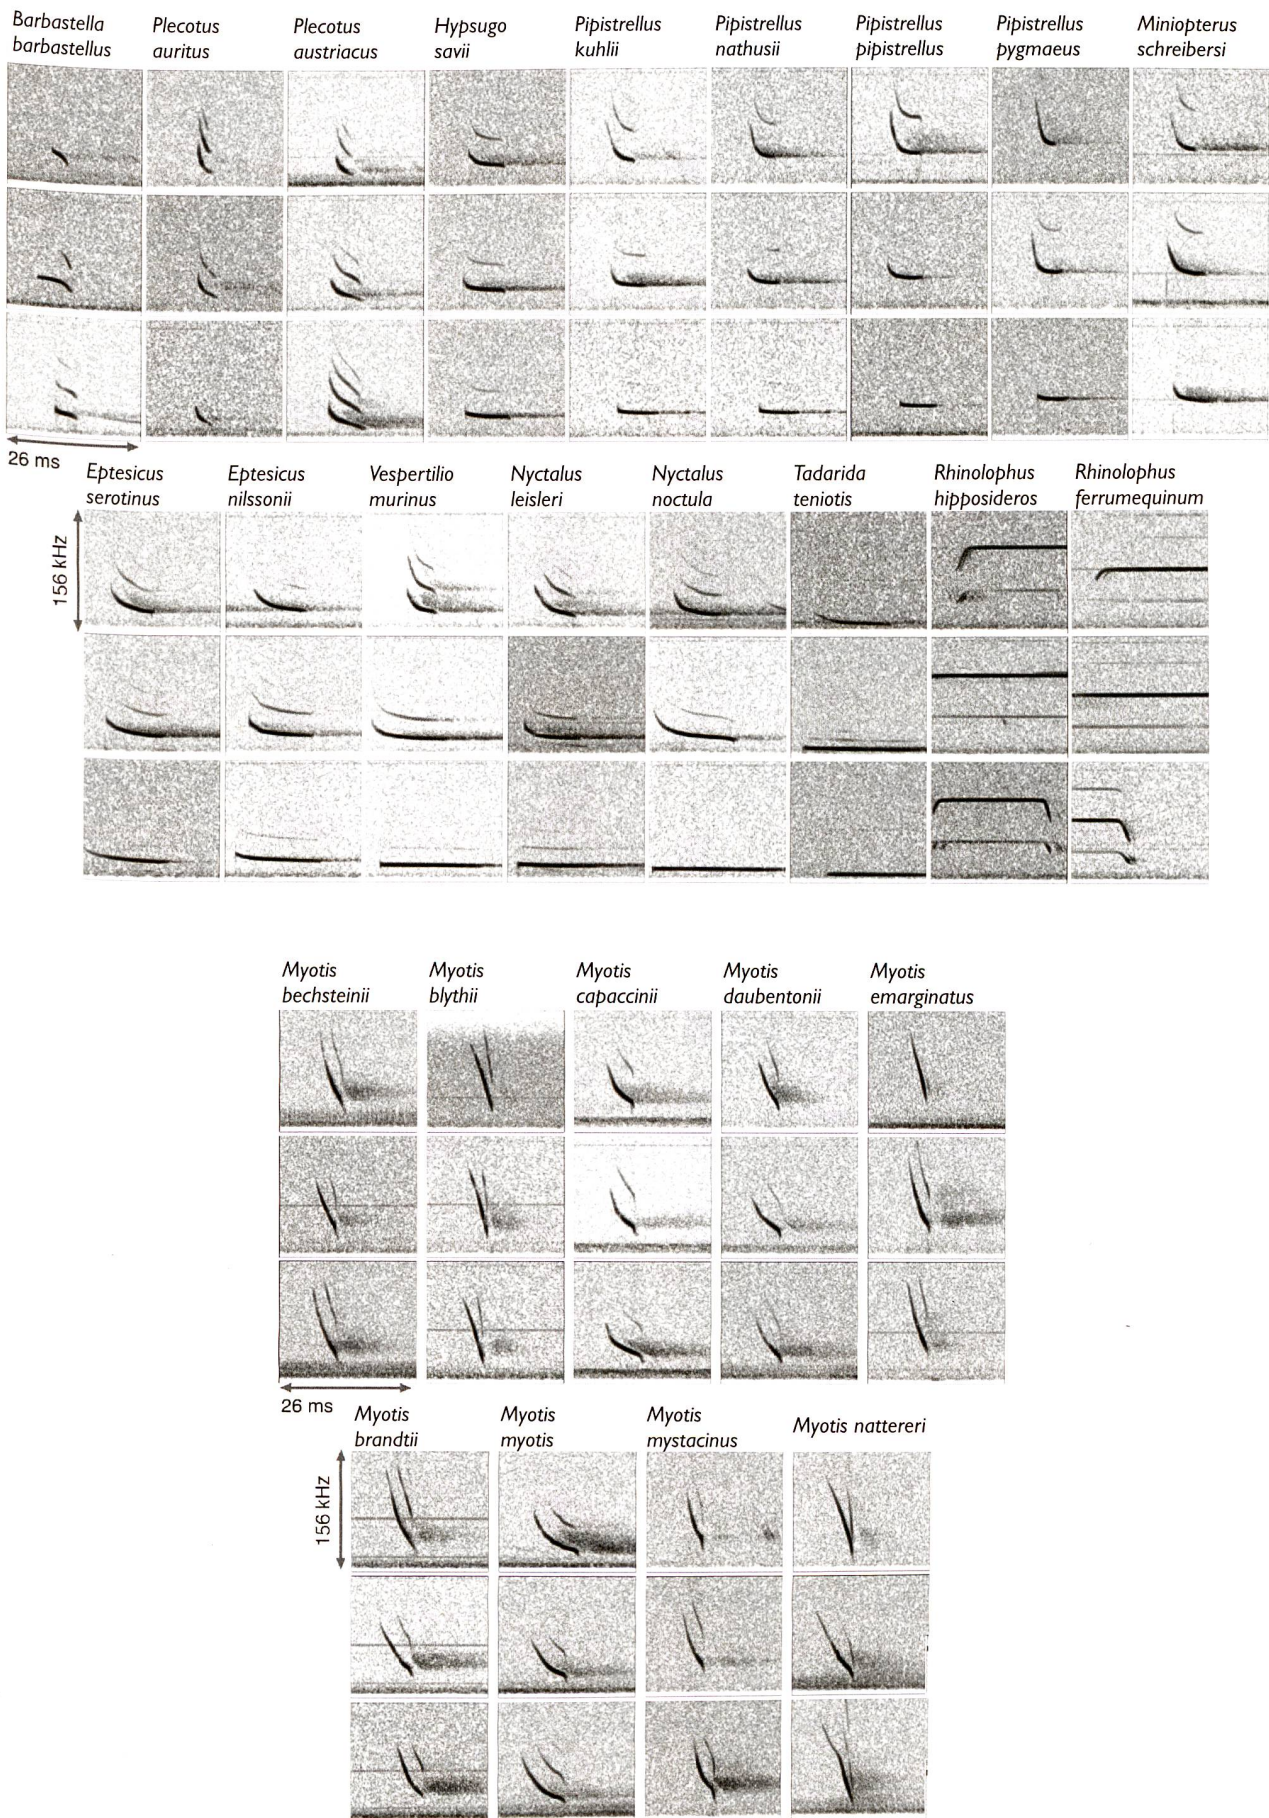 Barbastella
barbastellus
Plecotus
auritus
Plecotus
austriacus
Hypsugo
savii
Pipistrellus
kuhlii
Pipistrellus
nathusii
Pipistrellus
pipistrellus
Pipistrellus
pygmaeus
Miniopterus
schreibersi
26 ms
Eptesicus
serotinus
Eptesicus
nilssonii
Vespertilio
murinus
Nyctalus
leisleri
Nyctalus
noctula
Tadarida
teniotis
Rhinolophus
hipposideros
Rhinolophus
ferrumequinum
156 kHz
Myotis
bechsteinii
Myotis
blythii
Myotis
capaccinii
Myotis
daubentonii
Myotis
emarginatus
26 ms
Myotis
brandtii
Myotis
myotis
Myotis
mystacinus
Myotis nattereri
156 kHz